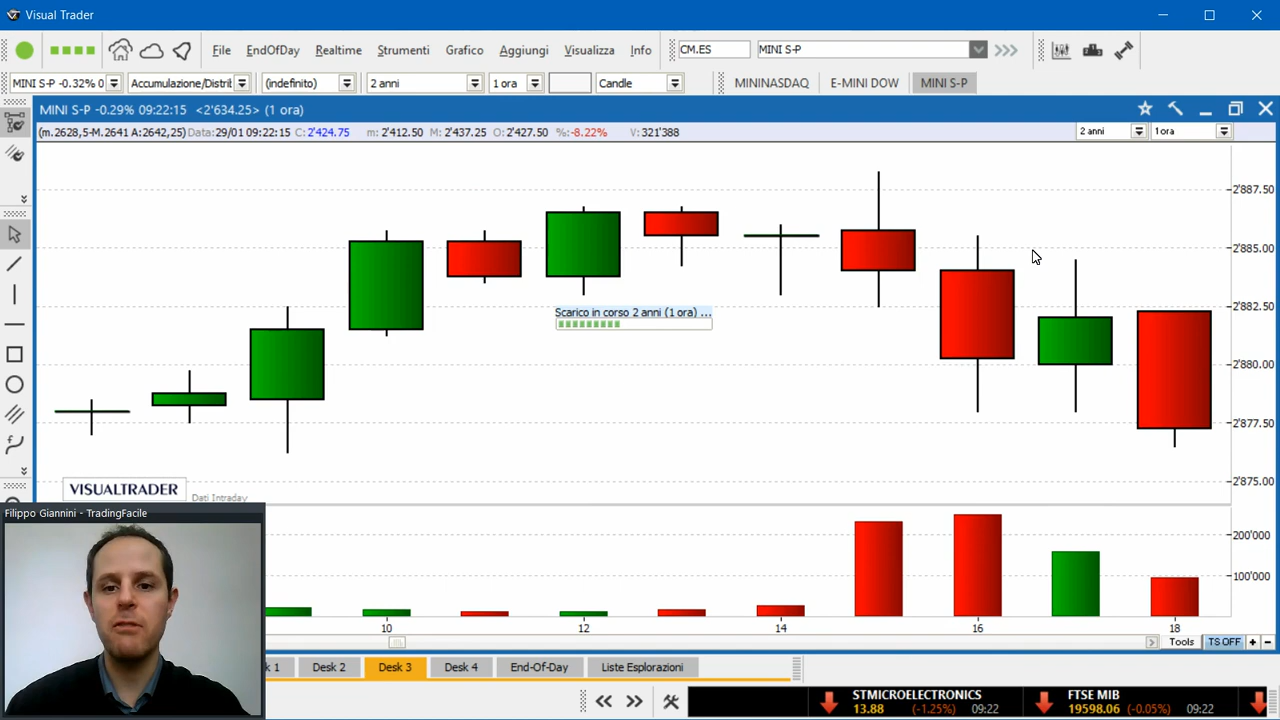 Visual Trader
File EndOfDay Realtime Strumenti Grafico Aggiungi Visualizza Info CM.ES MINI S-P
MINI S-P -0.32% 0 Accumulazione/Distrib (indefinito) 2 anni 1 ora Candle MININASDAQ E-MINI DOW MINI S-P
MINI S-P -0.29% 09:22:15 <2'634.25> (1 ora)
(m.2628,5-M.2641 A:2642,25) Data: 29/01 09:22:15 C: 2'424.75 m: 2'412.50 M: 2'437.25 O: 2'427.50 %: -8.22% V: 321'388 2 anni 1 ora
2'887.50
2'885.00
Scarico in corso 2 anni (1 ora) ...
2'882.50
2'880.00
2'877.50
2'875.00
VISUALTRADER
Dati Intraday
Filippo Giannini - TradingFacile
200'000
100'000
10 12 14 16 18
Tools TS OFF + -
k 1 Desk 2 Desk 3 Desk 4 End-Of-Day Liste Esplorazioni
STMICROELECTRONICS FTSE MIB
13.88 (-1.25%) 09:22 19598.06 (-0.05%) 09:22